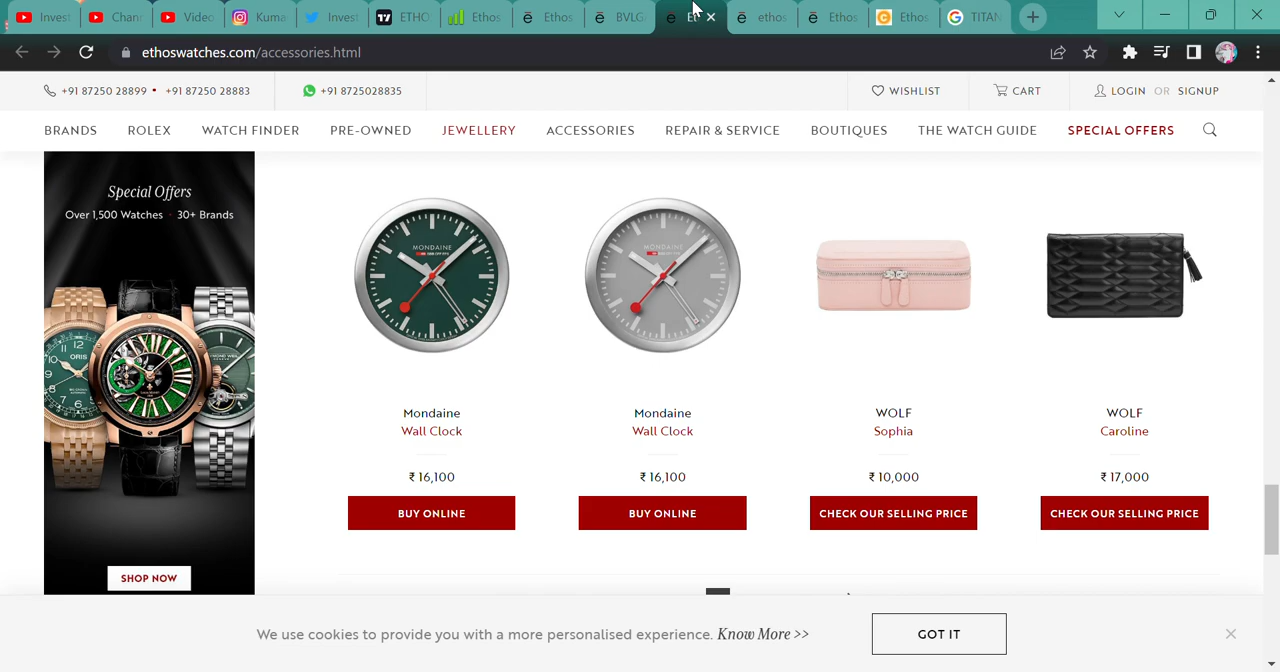 Invest
Chan
Video
Kuma
Invest
ETHO
Ethos
Ethos
BVLG
Et
ethos
Ethos
Ethos
TITAN
ethoswatches.com/accessories.html
+91 87250 28899 • +91 87250 28883
+91 8725028835
WISHLIST
CART
LOGIN OR SIGNUP
BRANDS ROLEX WATCH FINDER PRE-OWNED JEWELLERY ACCESSORIES REPAIR & SERVICE BOUTIQUES THE WATCH GUIDE SPECIAL OFFERS
Special Offers
Over 1,500 Watches • 30+ Brands
ORIS
SHOP NOW
MONDAINE
MONDAINE
Mondaine
Wall Clock
₹ 16,100
BUY ONLINE
Mondaine
Wall Clock
₹ 16,100
BUY ONLINE
WOLF
Sophia
₹ 10,000
CHECK OUR SELLING PRICE
WOLF
Caroline
₹ 17,000
CHECK OUR SELLING PRICE
We use cookies to provide you with a more personalised experience. Know More >>
GOT IT